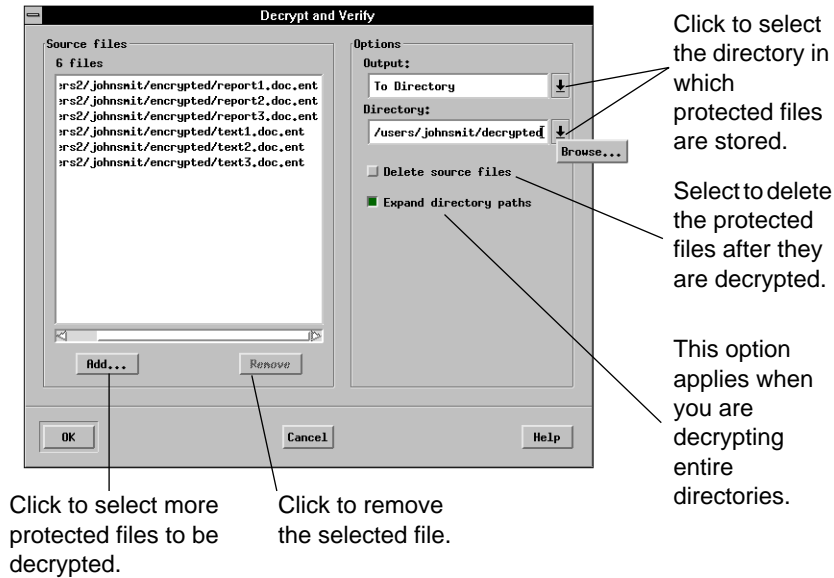 Decrypt and Verify
Source files
6 files
ers2/johnsmit/encrypted/report1.doc.ent
ers2/johnsmit/encrypted/report2.doc.ent
ers2/johnsmit/encrypted/report3.doc.ent
ers2/johnsmit/encrypted/text1.doc.ent
ers2/johnsmit/encrypted/text2.doc.ent
ers2/johnsmit/encrypted/text3.doc.ent
Add...
Remove
Options
Output:
To Directory
Directory:
/users/johnsmit/decrypted
Browse...
Delete source files
Expand directory paths
OK
Cancel
Help
Click to select
the directory in
which
protected files
are stored.
Select to delete
the protected
files after they
are decrypted.
This option
applies when
you are
decrypting
entire
directories.
Click to select more
protected files to be
decrypted.
Click to remove
the selected file.